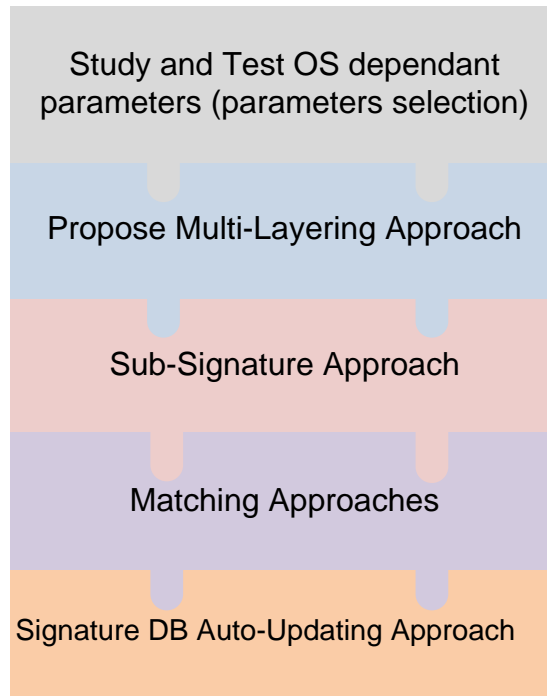 Study and Test OS dependant
parameters (parameters selection)
Propose Multi-Layering Approach
Sub-Signature Approach
Matching Approaches
Signature DB Auto-Updating Approach